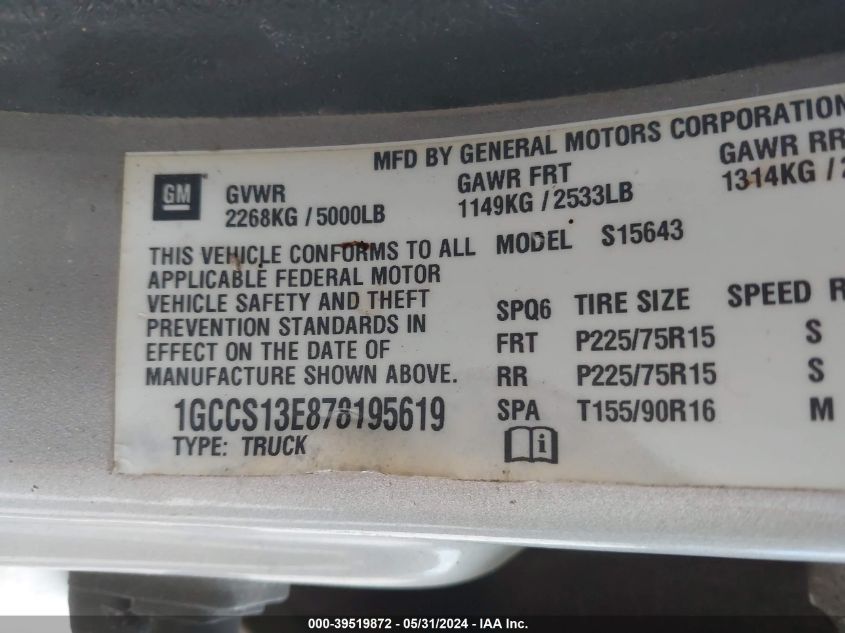 MFD BY GENERAL MOTORS CORPORATION
GM
GVWR
2268KG / 5000LB
GAWR FRT
1149KG / 2533LB
GAWR RR
1314KG /
THIS VEHICLE CONFORMS TO ALL
APPLICABLE FEDERAL MOTOR
VEHICLE SAFETY AND THEFT
PREVENTION STANDARDS IN
EFFECT ON THE DATE OF
MANUFACTURE SHOWN ABOVE.
1GCCS13E878195619
TYPE: TRUCK
MODEL S15643
SPQ6 TIRE SIZE SPEED R
FRT P225/75R15 S
RR P225/75R15 S
SPA T155/90R16 M
i
000-39519872 - 05/31/2024 - IAA Inc.